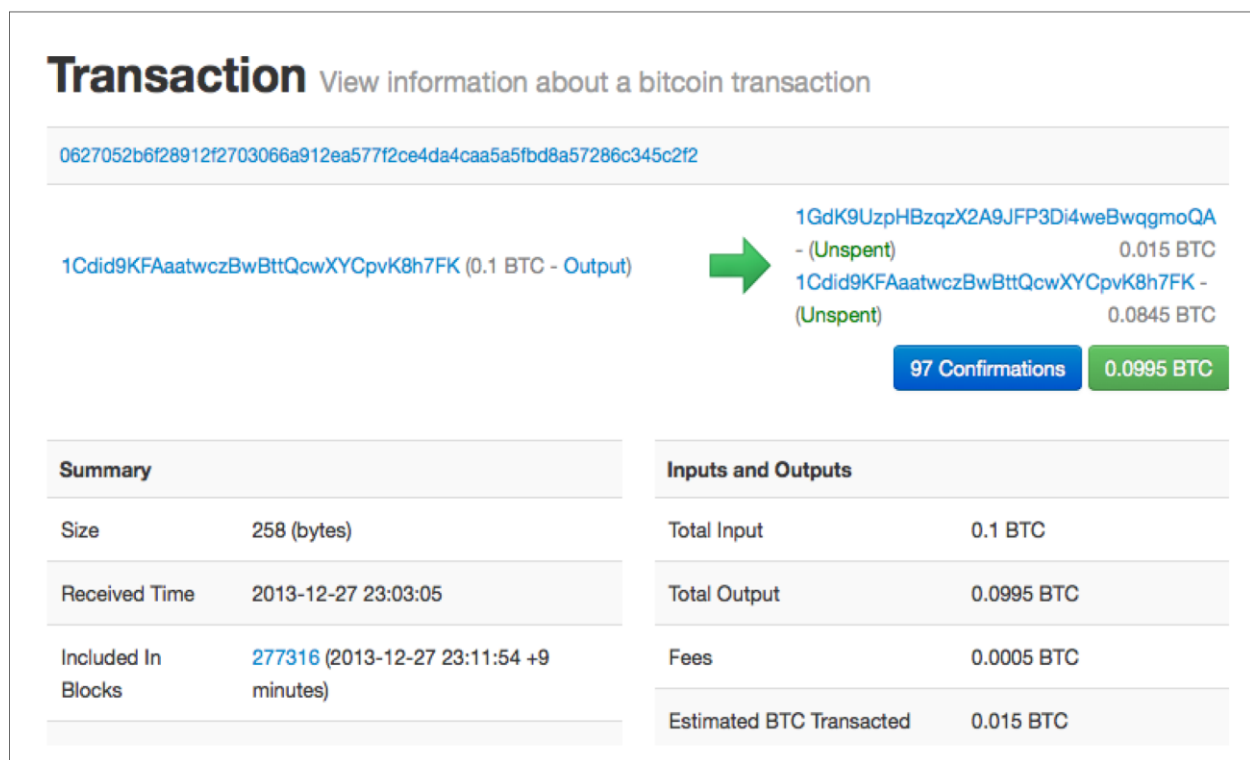 Transaction View information about a bitcoin transaction
0627052b6f28912f2703066a912ea577f2ce4da4caa5a5fbd8a57286c345c2f2
1Cdid9KFAaatwczBwBttQcwXYCpvK8h7FK (0.1 BTC - Output)
1GdK9UzpHBzqzX2A9JFP3Di4weBwqgmoQA
- (Unspent) 0.015 BTC
1Cdid9KFAaatwczBwBttQcwXYCpvK8h7FK -
(Unspent) 0.0845 BTC
97 Confirmations 0.0995 BTC
Summary
Size 258 (bytes)
Received Time 2013-12-27 23:03:05
Included In 277316 (2013-12-27 23:11:54 +9
Blocks minutes)
Inputs and Outputs
Total Input 0.1 BTC
Total Output 0.0995 BTC
Fees 0.0005 BTC
Estimated BTC Transacted 0.015 BTC